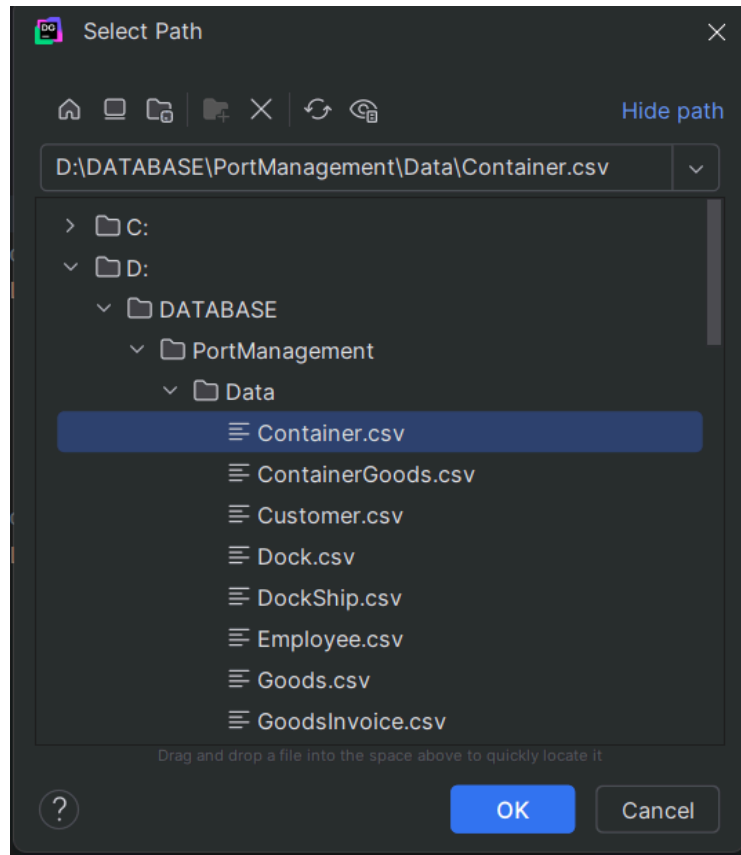 DG
Select Path
Hide path
D:\DATABASE\PortManagement\Data\Container.csv
C:
D:
DATABASE
PortManagement
Data
Container.csv
ContainerGoods.csv
Customer.csv
Dock.csv
DockShip.csv
Employee.csv
Goods.csv
GoodsInvoice.csv
Drag and drop a file into the space above to quickly locate it
?
OK
Cancel